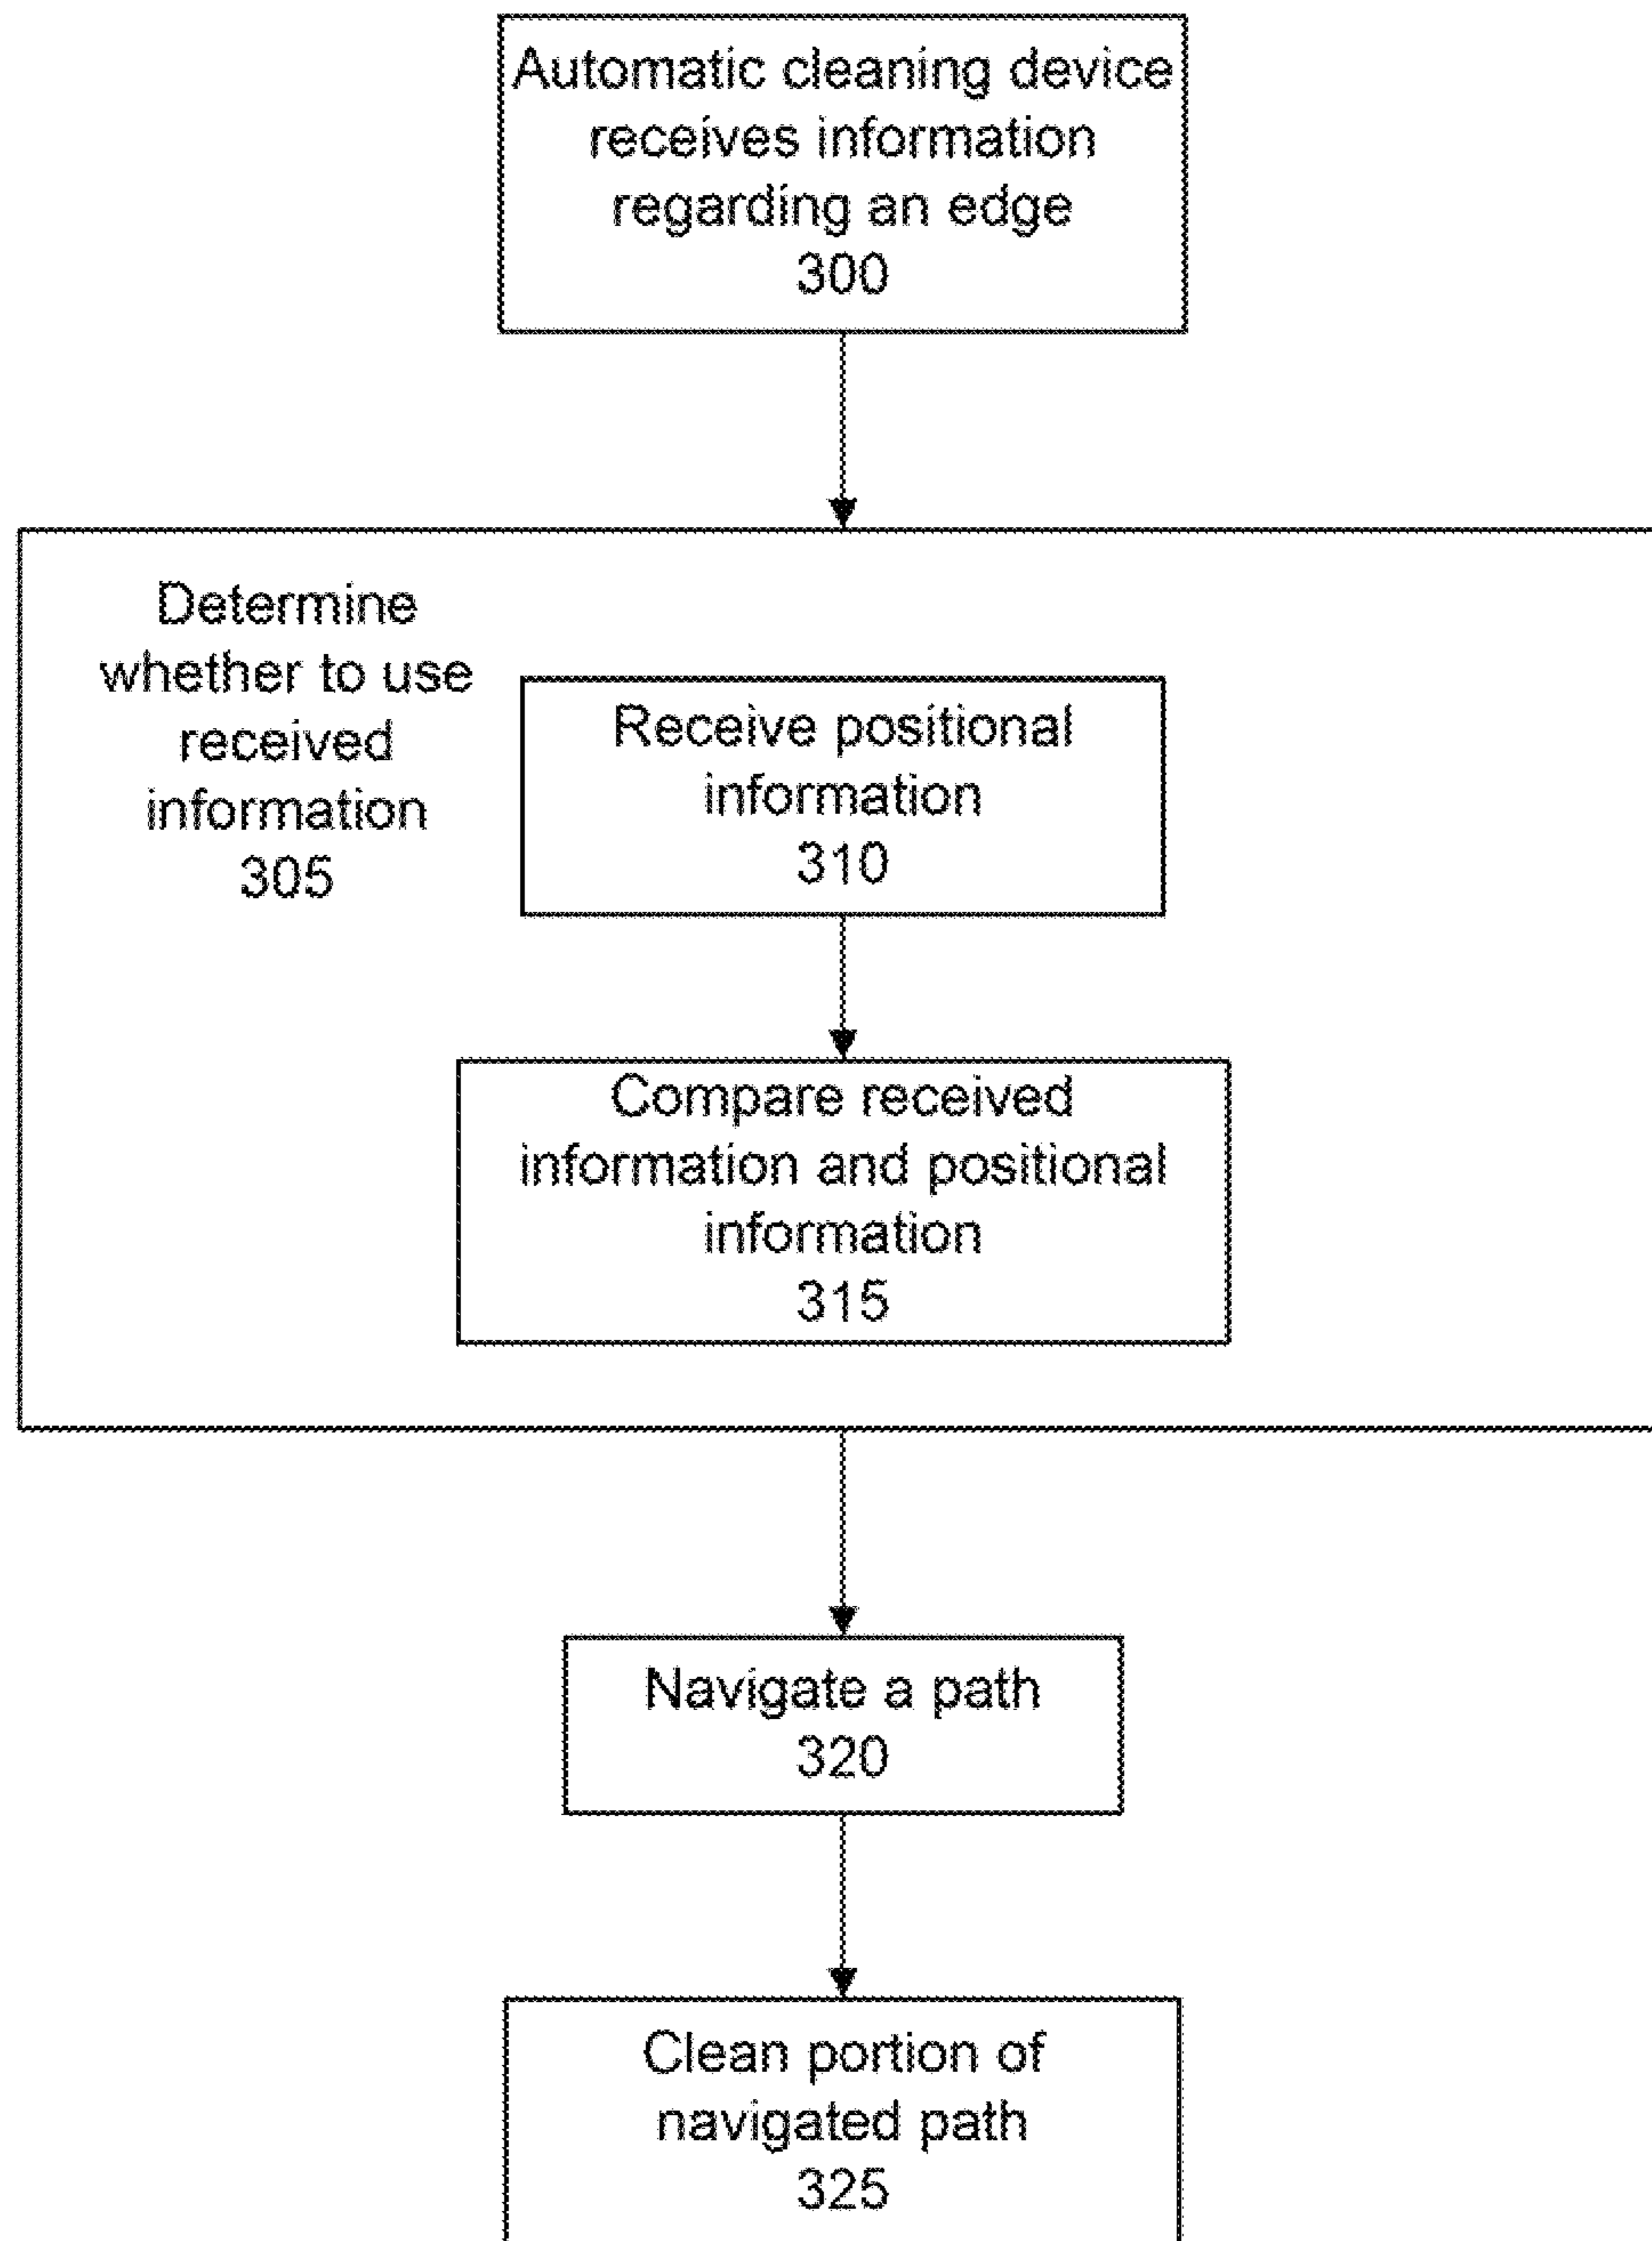 Automatic cleaning device
receives information
regarding an edge
300
Determine
whether to use
received
information
305
Receive positional
information
310
Compare received
information and positional
information
315
Navigate a path
320
Clean portion of
navigated path
325